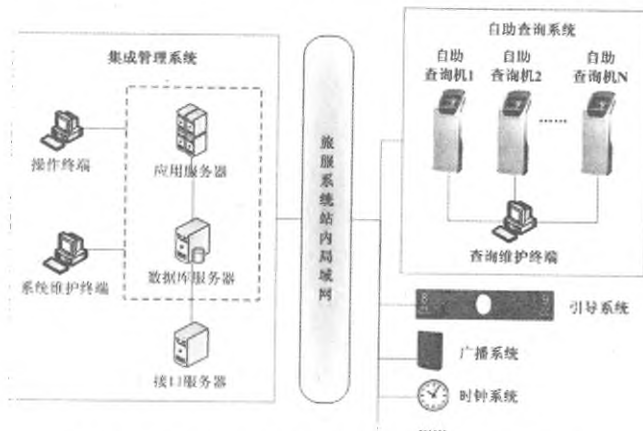 集成管理系统
操作终端
应用服务器
系统维护终端
数据库服务器
接口服务器
旅服系统站内局域网
自助查询系统
自助
查询机1
自助
查询机2
自助
查询机N
……
查询维护终端
引导系统
广播系统
时钟系统